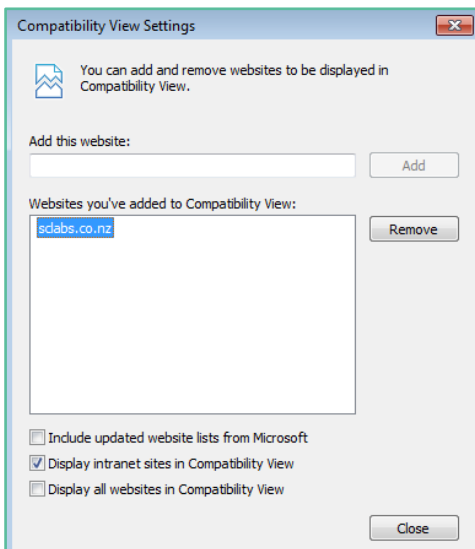 Compatibility View Settings
You can add and remove websites to be displayed in
Compatibility View.
Add this website:
Add
Websites you've added to Compatibility View:
sclabs.co.nz
Remove
Include updated website lists from Microsoft
Display intranet sites in Compatibility View
Display all websites in Compatibility View
Close